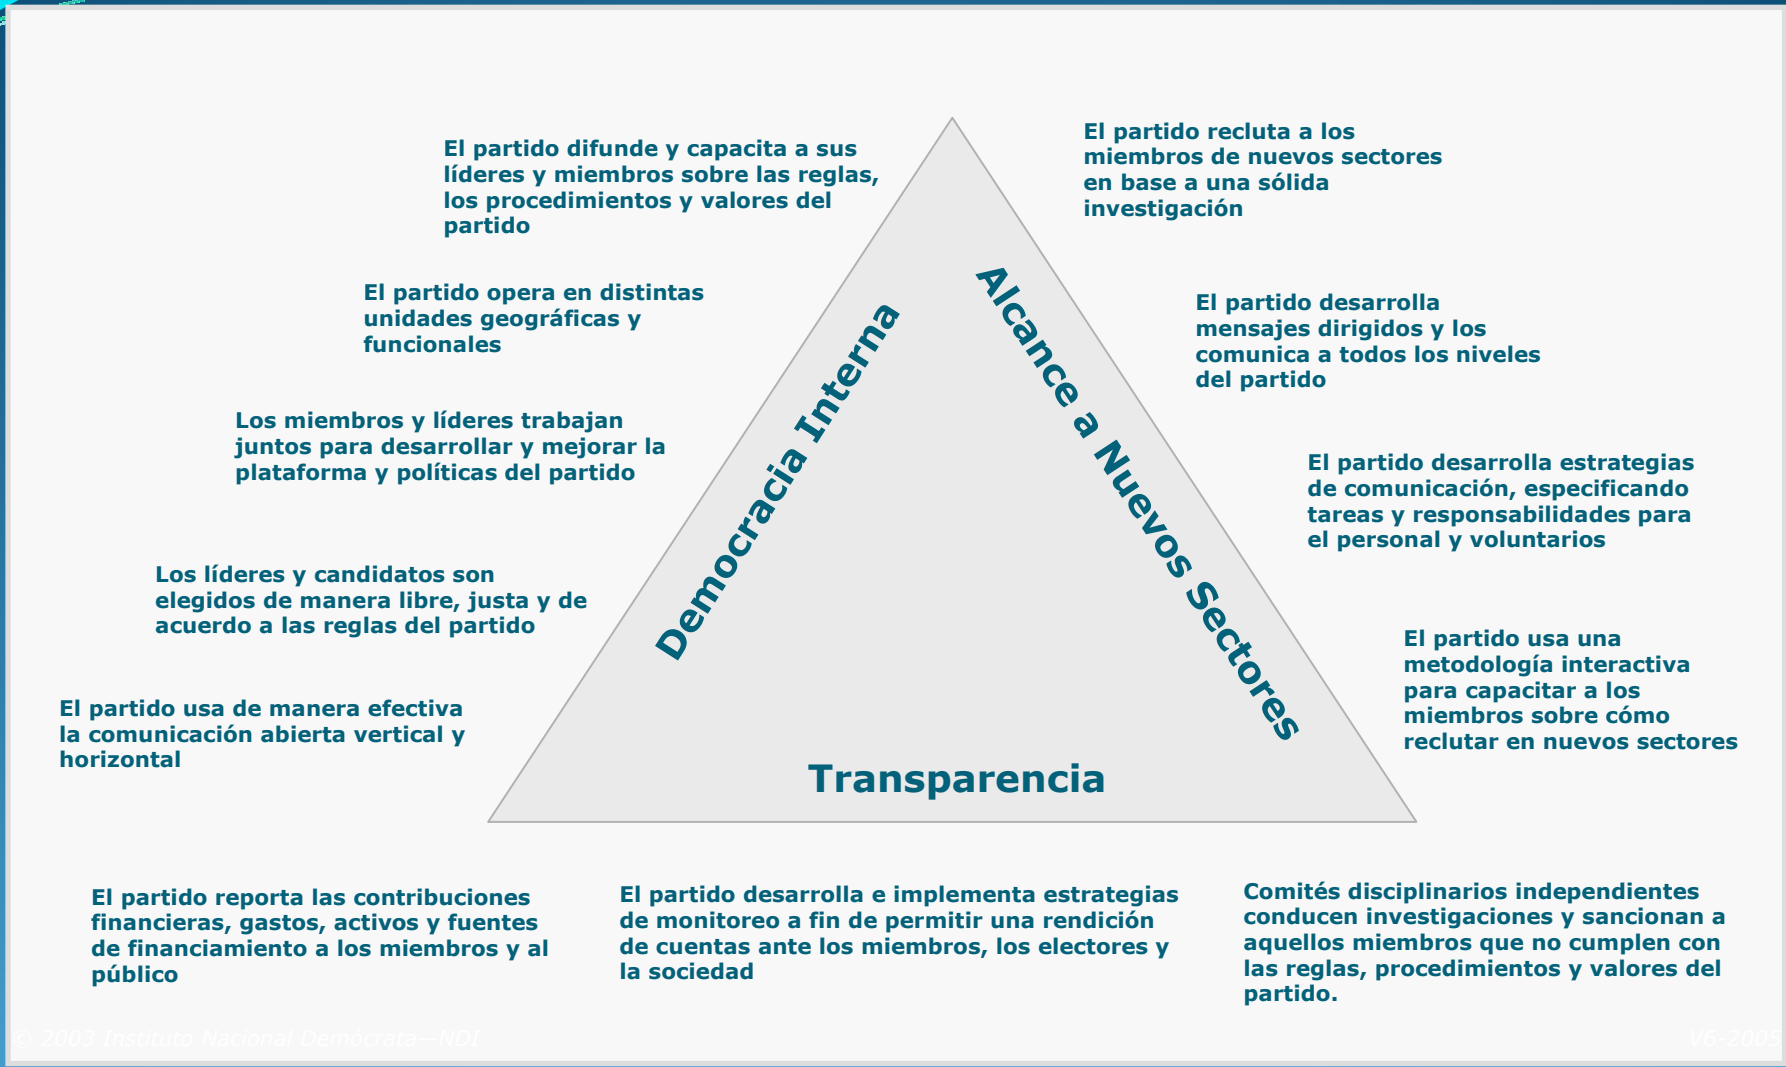 El partido difunde y capacita a sus
líderes y miembros sobre las reglas,
los procedimientos y valores del
partido
El partido opera en distintas
unidades geográficas y
funcionales
Los miembros y líderes trabajan
juntos para desarrollar y mejorar la
plataforma y políticas del partido
Los líderes y candidatos son
elegidos de manera libre, justa y de
acuerdo a las reglas del partido
El partido usa de manera efectiva
la comunicación abierta vertical y
horizontal
Democracia Interna
Alcance a Nuevos Sectores
Transparencia
El partido recluta a los
miembros de nuevos sectores
en base a una sólida
investigación
El partido desarrolla
mensajes dirigidos y los
comunica a todos los niveles
del partido
El partido desarrolla estrategias
de comunicación, especificando
tareas y responsabilidades para
el personal y voluntarios
El partido usa una
metodología interactiva
para capacitar a los
miembros sobre cómo
reclutar en nuevos sectores
El partido reporta las contribuciones
financieras, gastos, activos y fuentes
de financiamiento a los miembros y al
público
El partido desarrolla e implementa estrategias
de monitoreo a fin de permitir una rendición
de cuentas ante los miembros, los electores y
la sociedad
Comités disciplinarios independientes
conducen investigaciones y sancionan a
aquellos miembros que no cumplen con
las reglas, procedimientos y valores del
partido.
© 2003 Instituto Nacional Demócrata—NDI
V6-2005